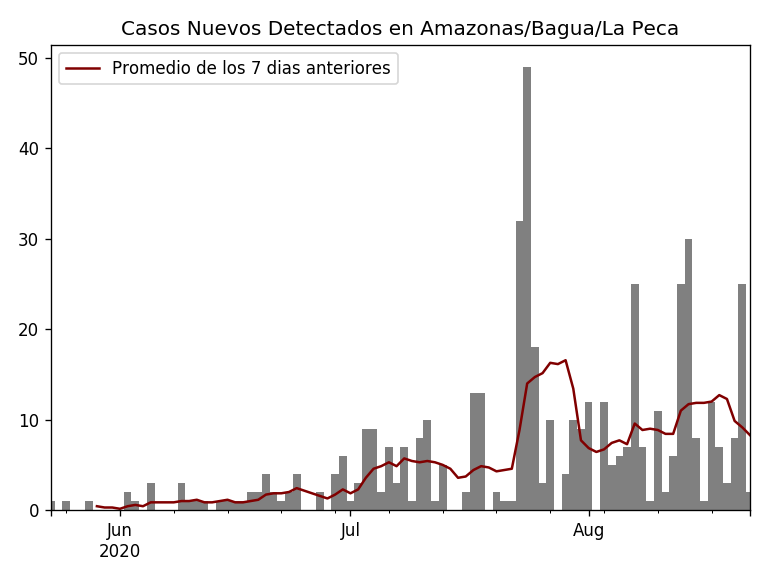 Casos Nuevos Detectados en Amazonas/Bagua/La Peca
Promedio de los 7 dias anteriores
50
40
30
20
10
0
Jun
2020
Jul
Aug